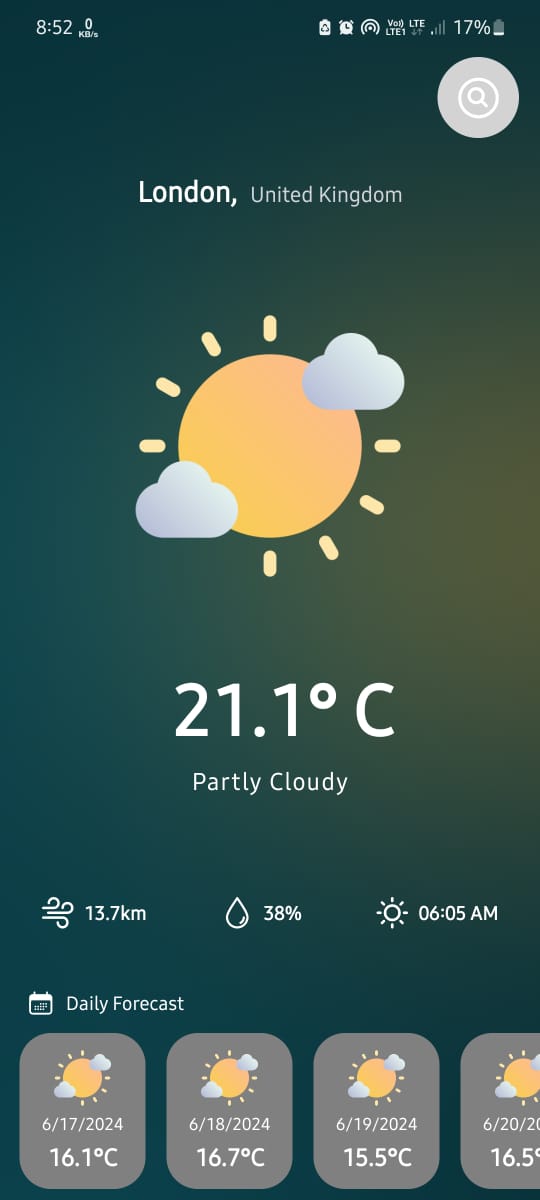 8:52 0 KB/s Vo) LTE LTE1 17%
London, United Kingdom
21.1° C
Partly Cloudy
13.7km 38% 06:05 AM
Daily Forecast
6/17/2024 6/18/2024 6/19/2024 6/20/20
16.1°C 16.7°C 15.5°C 16.5°